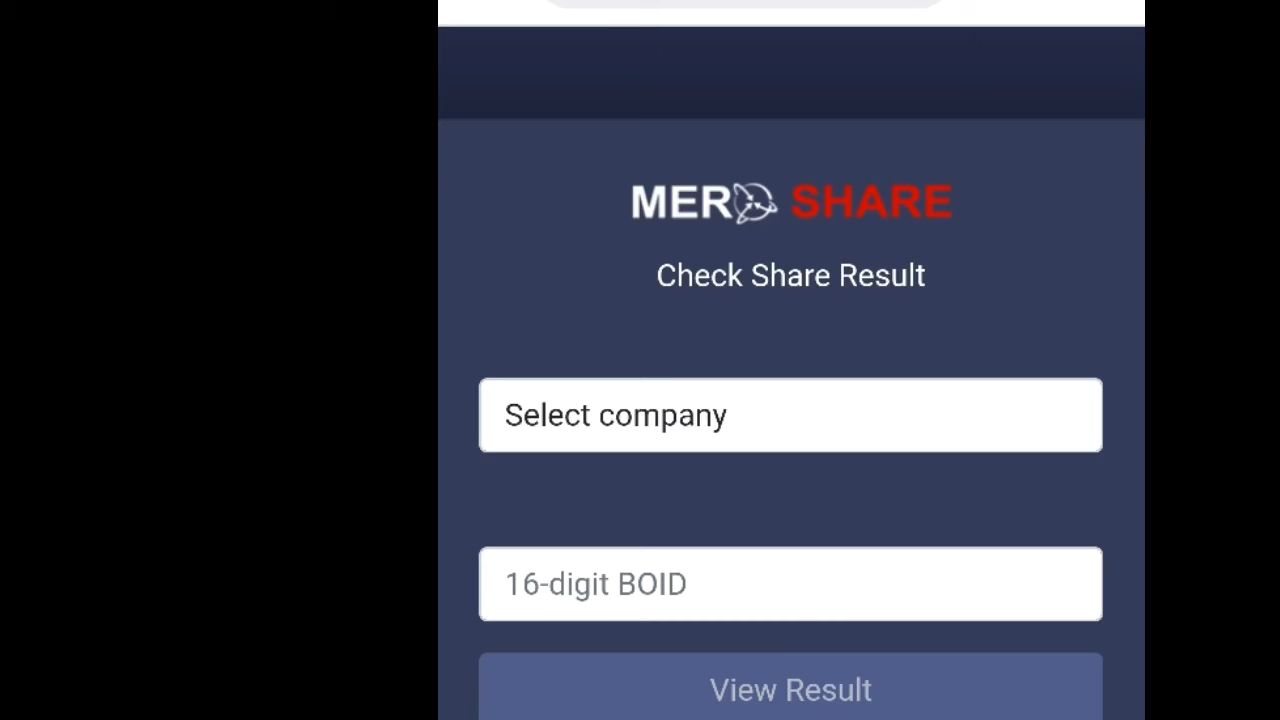 MERO SHARE
Check Share Result
Select company
16-digit BOID
View Result